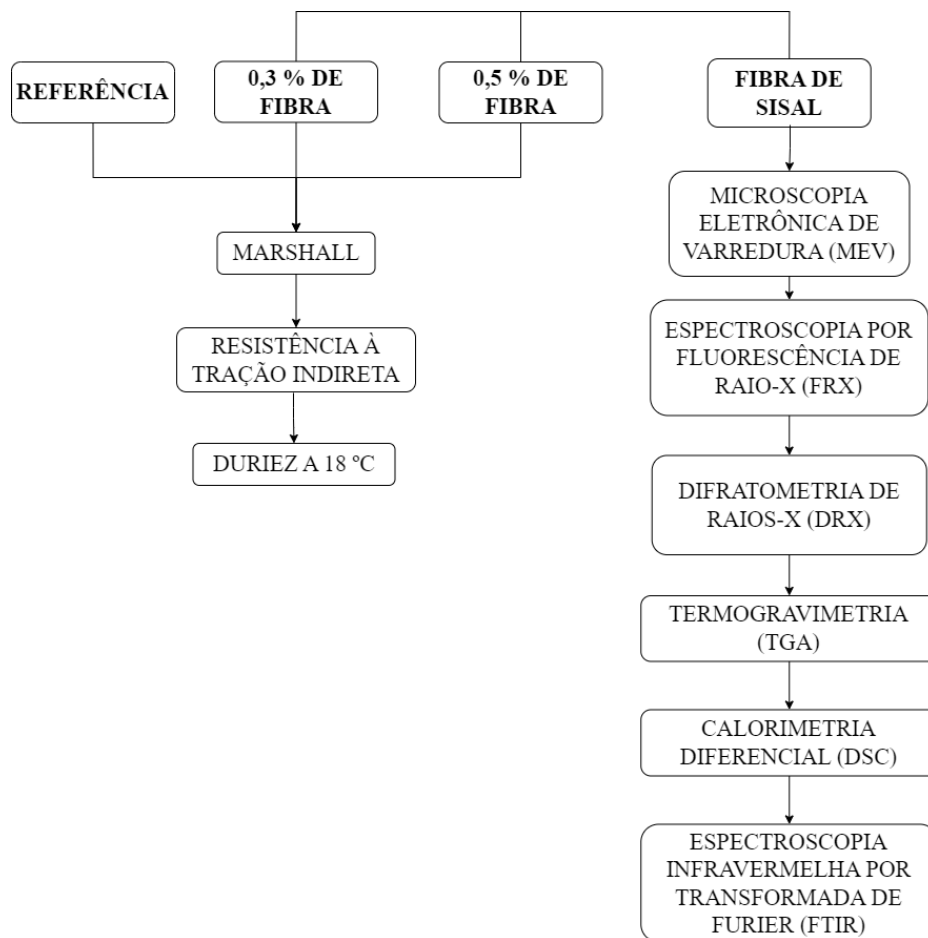 REFERÊNCIA
0,3 % DE
FIBRA
0,5 % DE
FIBRA
FIBRA DE
SISAL
MARSHALL
RESISTÊNCIA À
TRAÇÃO INDIRETA
DURIEZ A 18 ºC
MICROSCOPIA
ELETRÔNICA DE
VARREDURA (MEV)
ESPECTROSCOPIA POR
FLUORESCÊNCIA DE
RAIO-X (FRX)
DIFRATOMETRIA DE
RAIOS-X (DRX)
TERMOGRAVIMETRIA
(TGA)
CALORIMETRIA
DIFERENCIAL (DSC)
ESPECTROSCOPIA
INFRAVERMELHA POR
TRANSFORMADA DE
FURIER (FTIR)